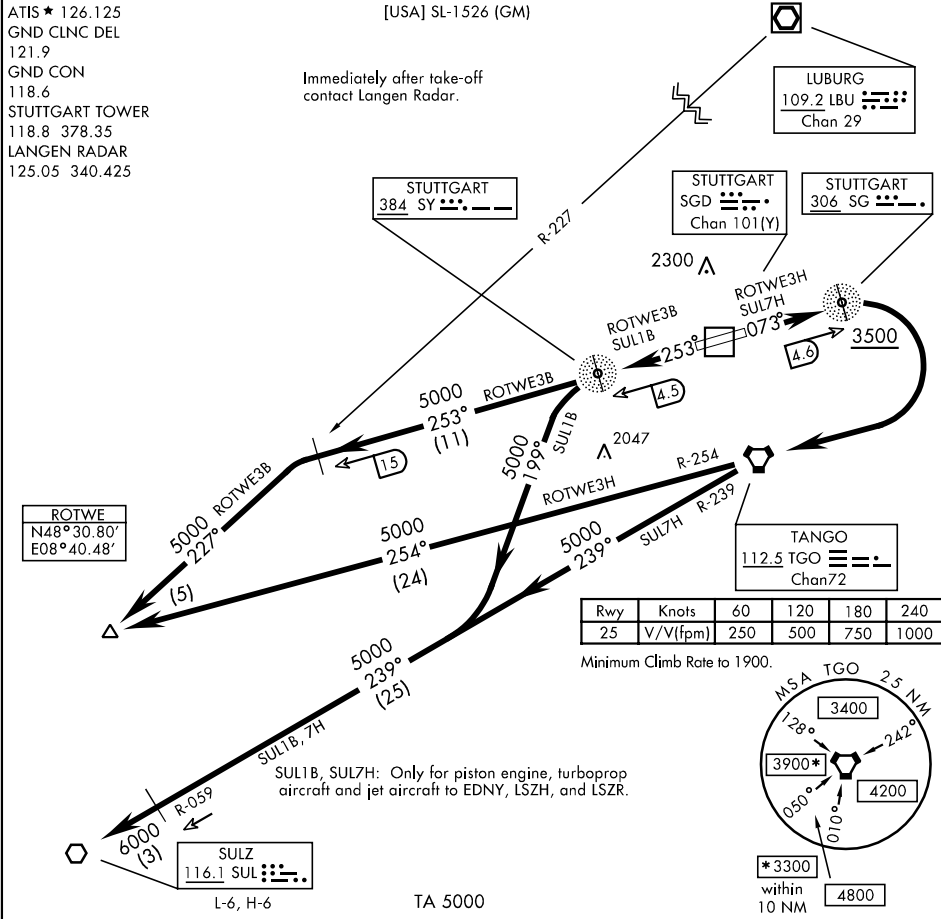 ATIS ★ 126.125
GND CLNC DEL
121.9
GND CON
118.6
STUTTGART TOWER
118.8 378.35
LANGEN RADAR
125.05 340.425
[USA] SL-1526 (GM)
Immediately after take-off
contact Langen Radar.
LUBURG
109.2 LBU
Chan 29
STUTTGART
384 SY
STUTTGART
SGD
Chan 101(Y)
STUTTGART
306 SG
R-227
2300
ROTWE3H
SUL7H
073°
4.6
3500
ROTWE3B
SUL1B
253°
4.5
5000
253°
(11)
ROTWE3B
15
5000
199°
SUL1B
2047
R-254
ROTWE3H
R-239
SUL7H
5000
239°
ROTWE3B
5000
227°
(5)
5000
254°
(24)
ROTWE
N48°30.80'
E08°40.48'
TANGO
112.5 TGO
Chan72
Rwy Knots 60 120 180 240
25 V/V(fpm) 250 500 750 1000
Minimum Climb Rate to 1900.
5000
239°
(25)
SUL1B, 7H
SUL1B, SUL7H: Only for piston engine, turboprop
aircraft and jet aircraft to EDNY, LSZH, and LSZR.
R-059
6000
(3)
SULZ
116.1 SUL
L-6, H-6
TA 5000
MSA TGO 25 NM
3400
128°
242°
3900*
4200
050°
010°
*3300
within
10 NM
4800